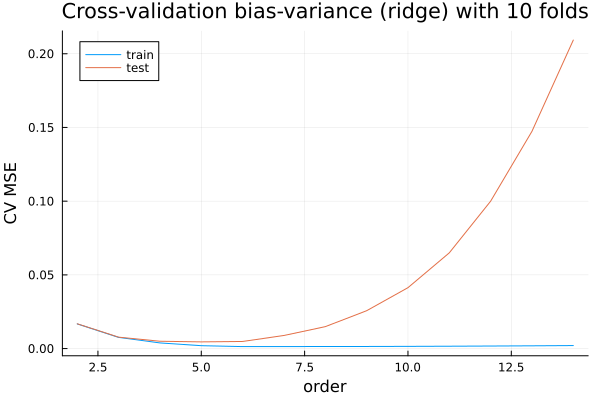 Cross-validation bias-variance (ridge) with 10 folds
train
test
CV MSE
0.20
0.15
0.10
0.05
0.00
2.5 5.0 7.5 10.0 12.5
order